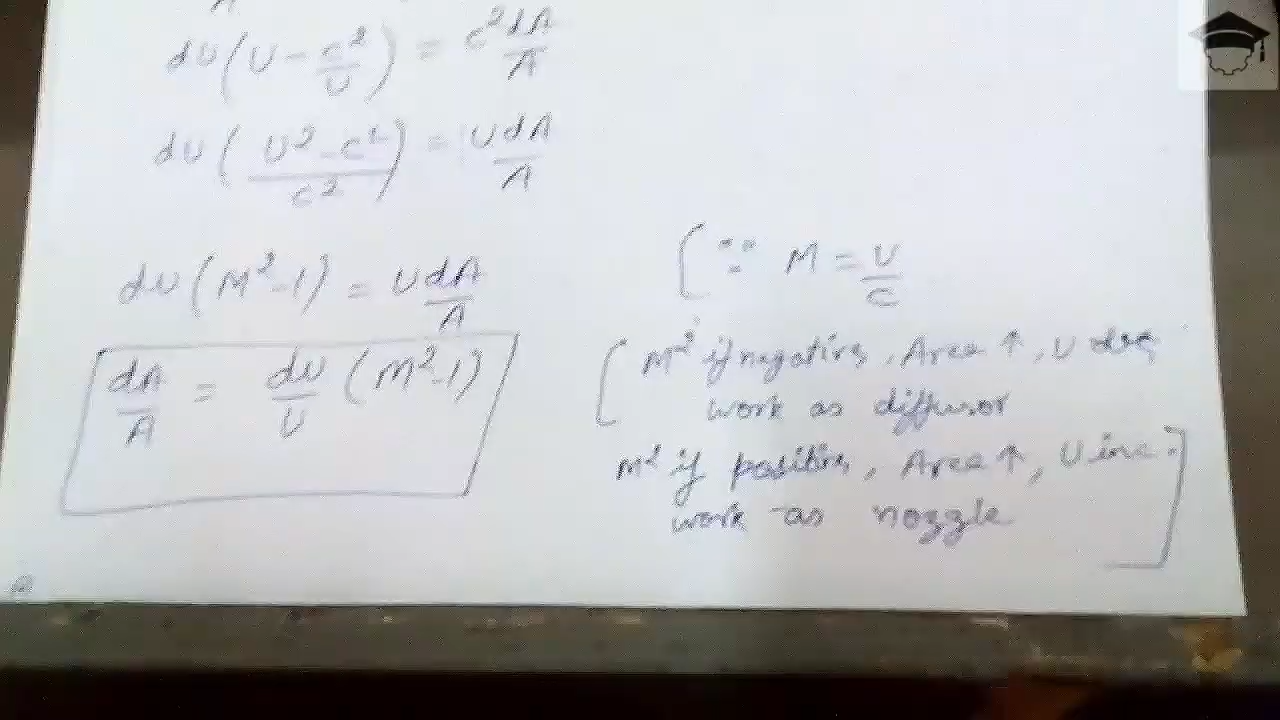 dU(U - c²/U) = c² dA/A
dU(U² - c²/c²) = U dA/A
dU(M² - 1) = U dA/A
dA/A = dU/U (M² - 1)
[∵ M = U/c
[M² if negative, Area ↑, U dec,
work as diffusor
M² if positive, Area ↑, U inc.
work as nozzle]